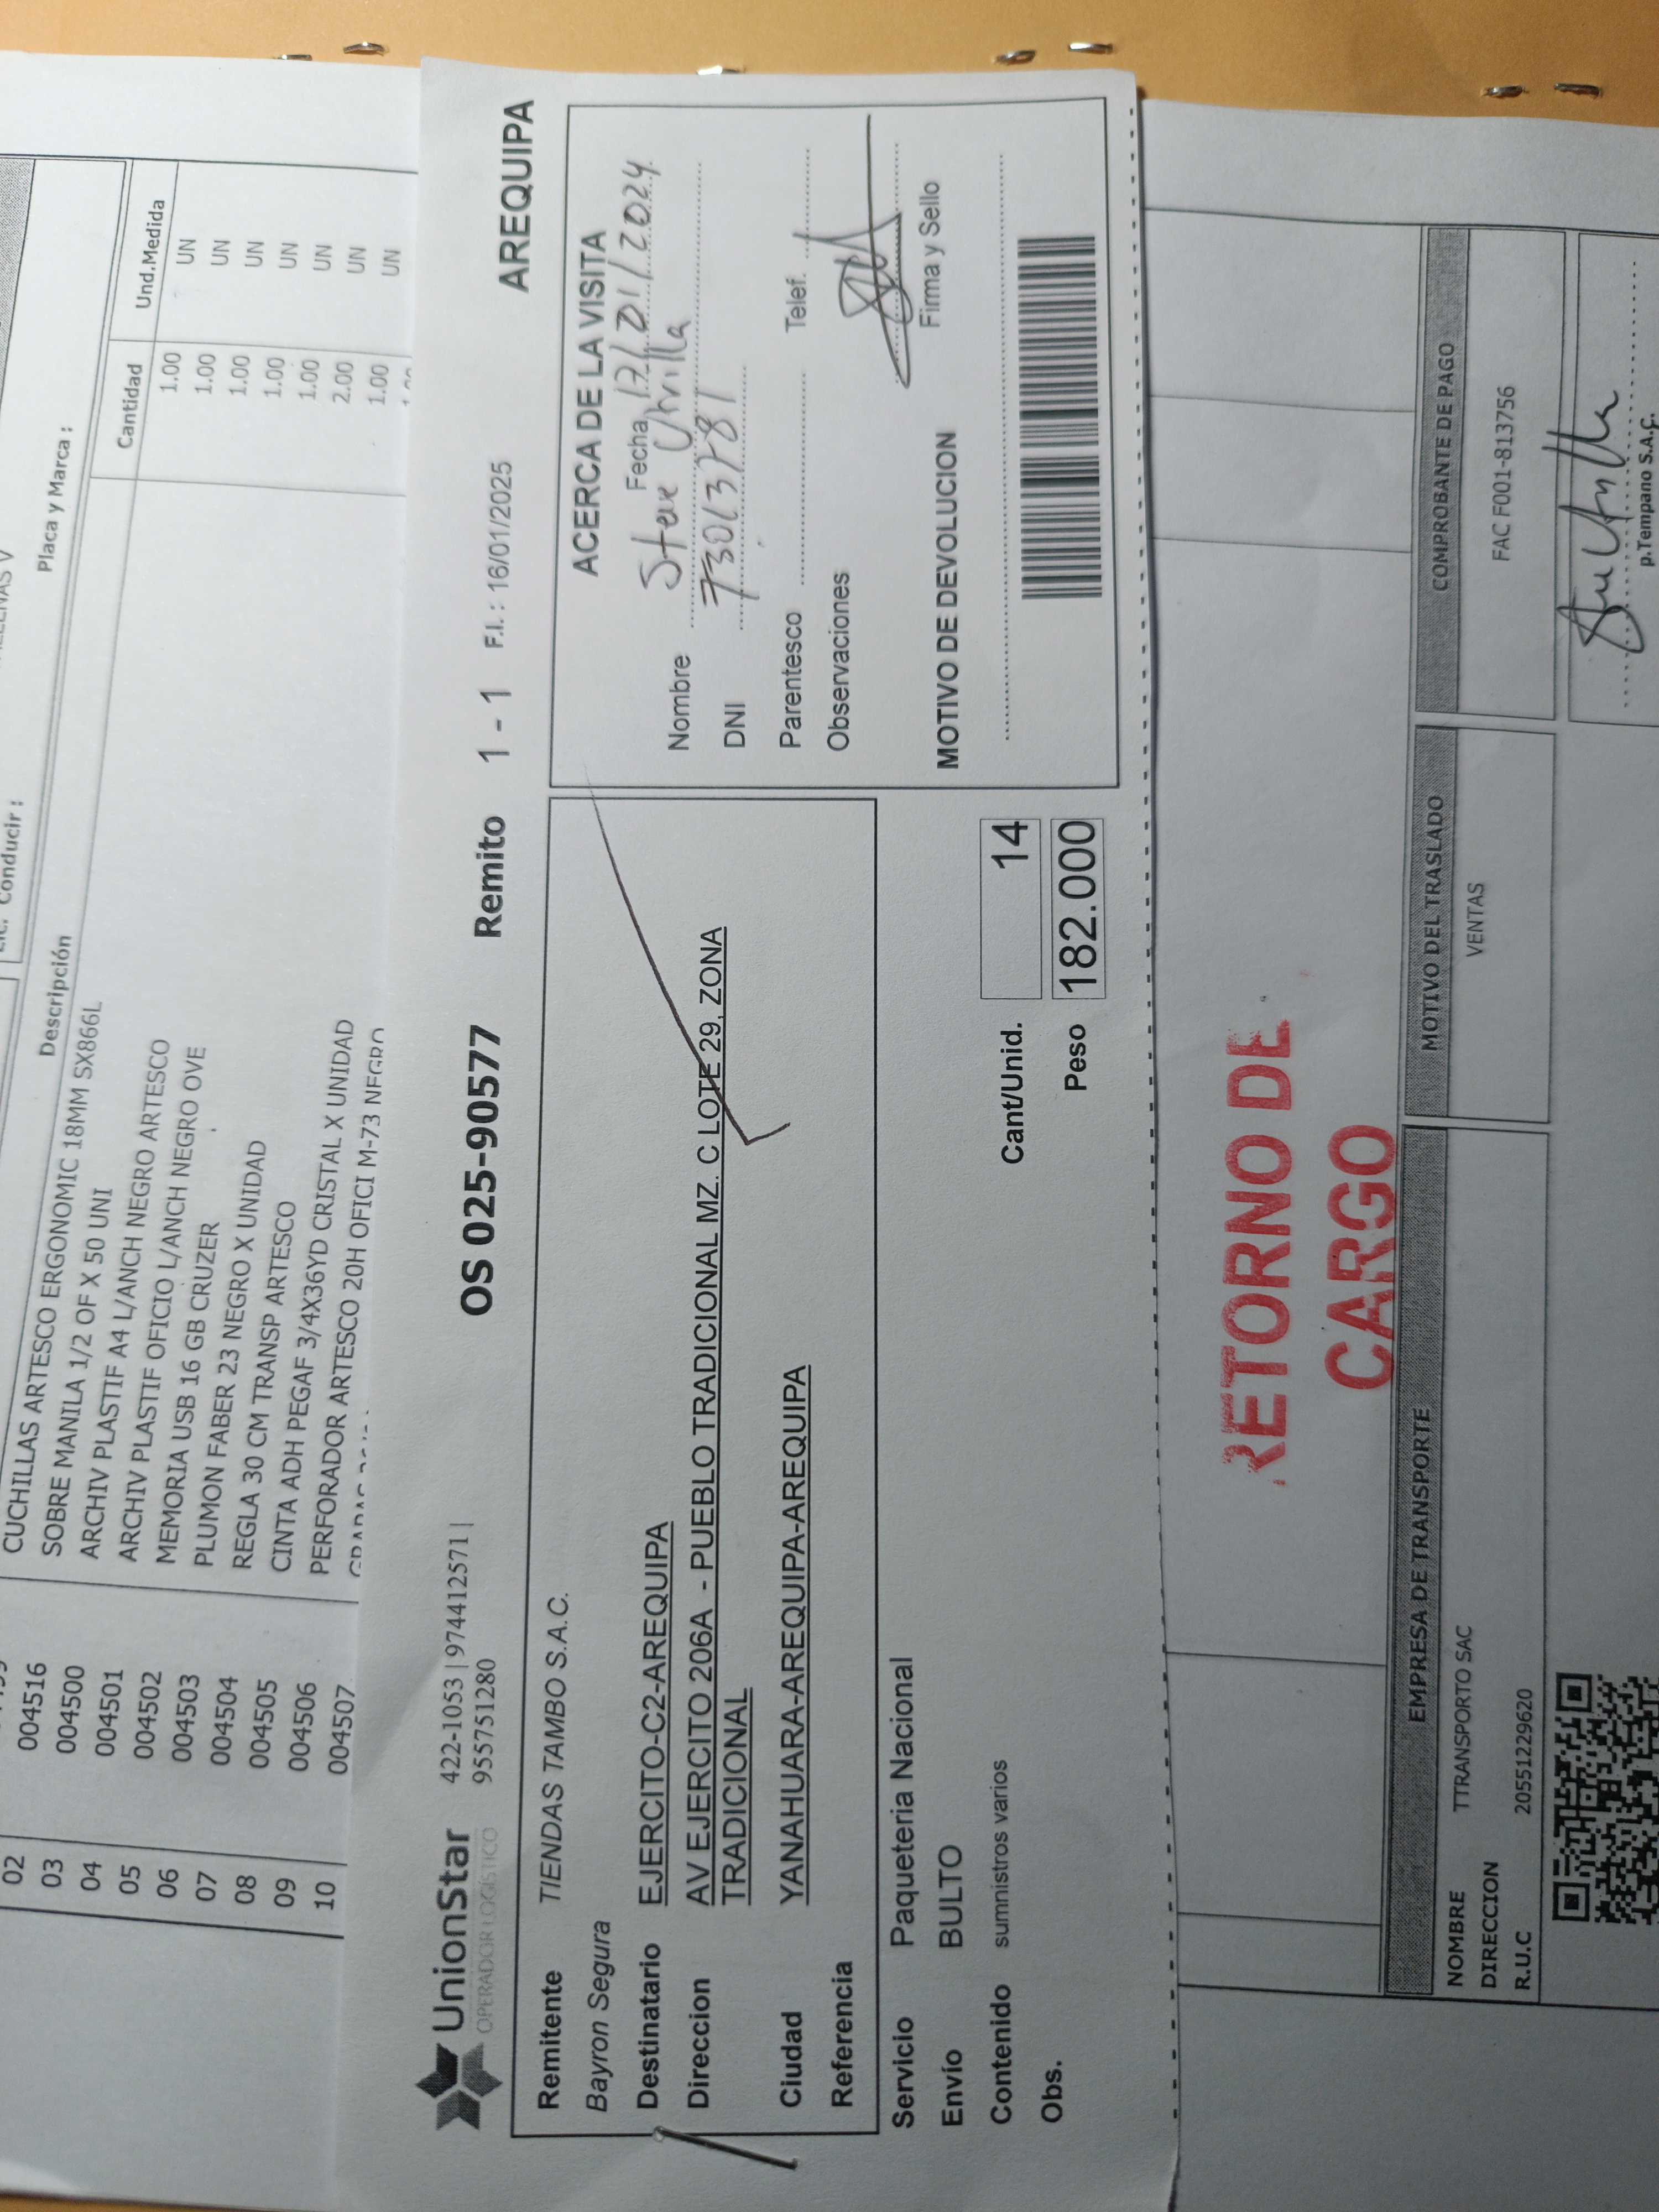 Conducir :
Placa y Marca :
Descripción
Cantidad
Und.Medida
02 004516 CUCHILLAS ARTESCO ERGONOMIC 18MM SX866L 1.00 UN
03 004500 SOBRE MANILA 1/2 OF X 50 UNI 1.00 UN
04 004501 ARCHIV PLASTIF A4 L/ANCH NEGRO ARTESCO 1.00 UN
05 004502 ARCHIV PLASTIF OFICIO L/ANCH NEGRO OVE 1.00 UN
06 004503 MEMORIA USB 16 GB CRUZER 1.00 UN
07 004504 PLUMON FABER 23 NEGRO X UNIDAD 2.00 UN
08 004505 REGLA 30 CM TRANSP ARTESCO 1.00 UN
09 004506 CINTA ADH PEGAF 3/4X36YD CRISTAL X UNIDAD
10 004507 PERFORADOR ARTESCO 20H OFICI M-73 NEGRO
UnionStar
OPERADOR LOGÍSTICO
422-1053 | 974412571 |
955751280
OS 025-90577 Remito 1 - 1 F.I. : 16/01/2025 AREQUIPA
Remitente TIENDAS TAMBO S.A.C.
Bayron Segura
Destinatario EJERCITO-C2-AREQUIPA
Direccion AV EJERCITO 206A - PUEBLO TRADICIONAL MZ. C LOTE 29, ZONA
TRADICIONAL
Ciudad YANAHUARA-AREQUIPA-AREQUIPA
Referencia
Servicio Paqueteria Nacional
Envío BULTO
Contenido suministros varios
Obs.
Cant/Unid. 14
Peso 182.000
ACERCA DE LA VISITA
Fecha 17/01/2024
Nombre Steve
DNI 73013781
Parentesco Telef.
Observaciones
Firma y Sello
MOTIVO DE DEVOLUCION
RETORNO DE
CARGO
EMPRESA DE TRANSPORTE
NOMBRE TTRANSPORTO SAC
DIRECCION
R.U.C 20551229620
MOTIVO DEL TRASLADO
VENTAS
COMPROBANTE DE PAGO
FAC F001-813756
p.Tempano S.A.C.